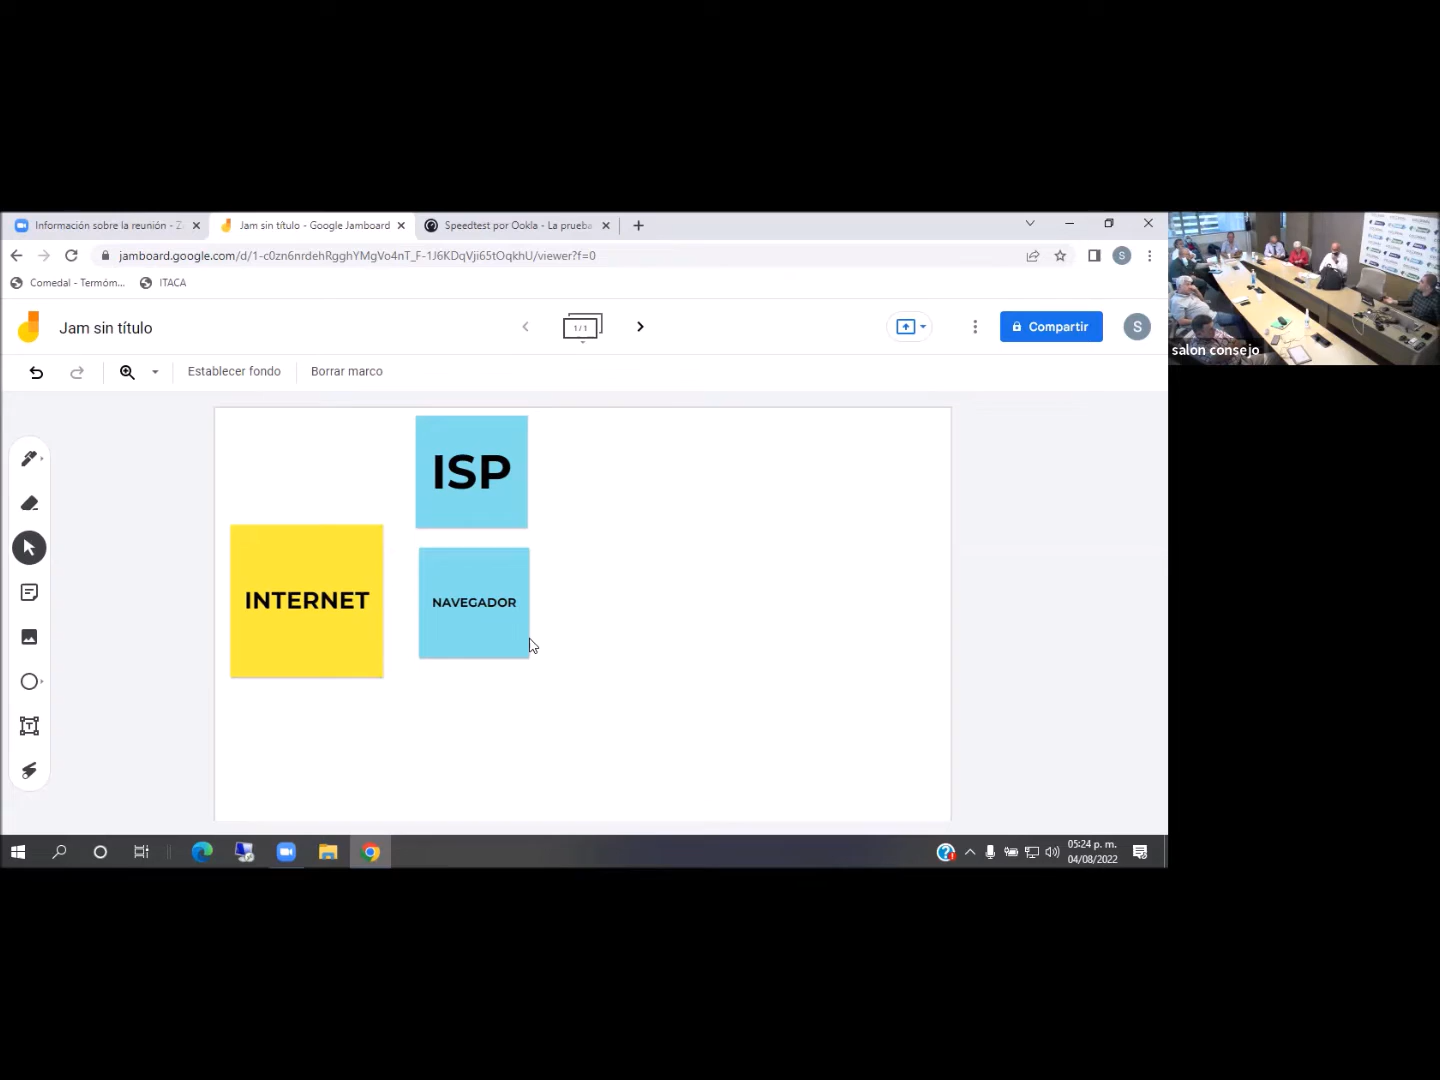 Información sobre la reunión - Z
Jam sin título - Google Jamboard
Speedtest por Ookla - La prueba
jamboard.google.com/d/1-c0zn6nrdehRgghYMgVo4nT_F-1J6KDqVji65tOqkhU/viewer?f=0
S
Comedal - Termóm...
ITACA
Jam sin título
1/1
Compartir
S
Establecer fondo
Borrar marco
salon consejo
ISP
INTERNET
NAVEGADOR
05:24 p. m.
04/08/2022